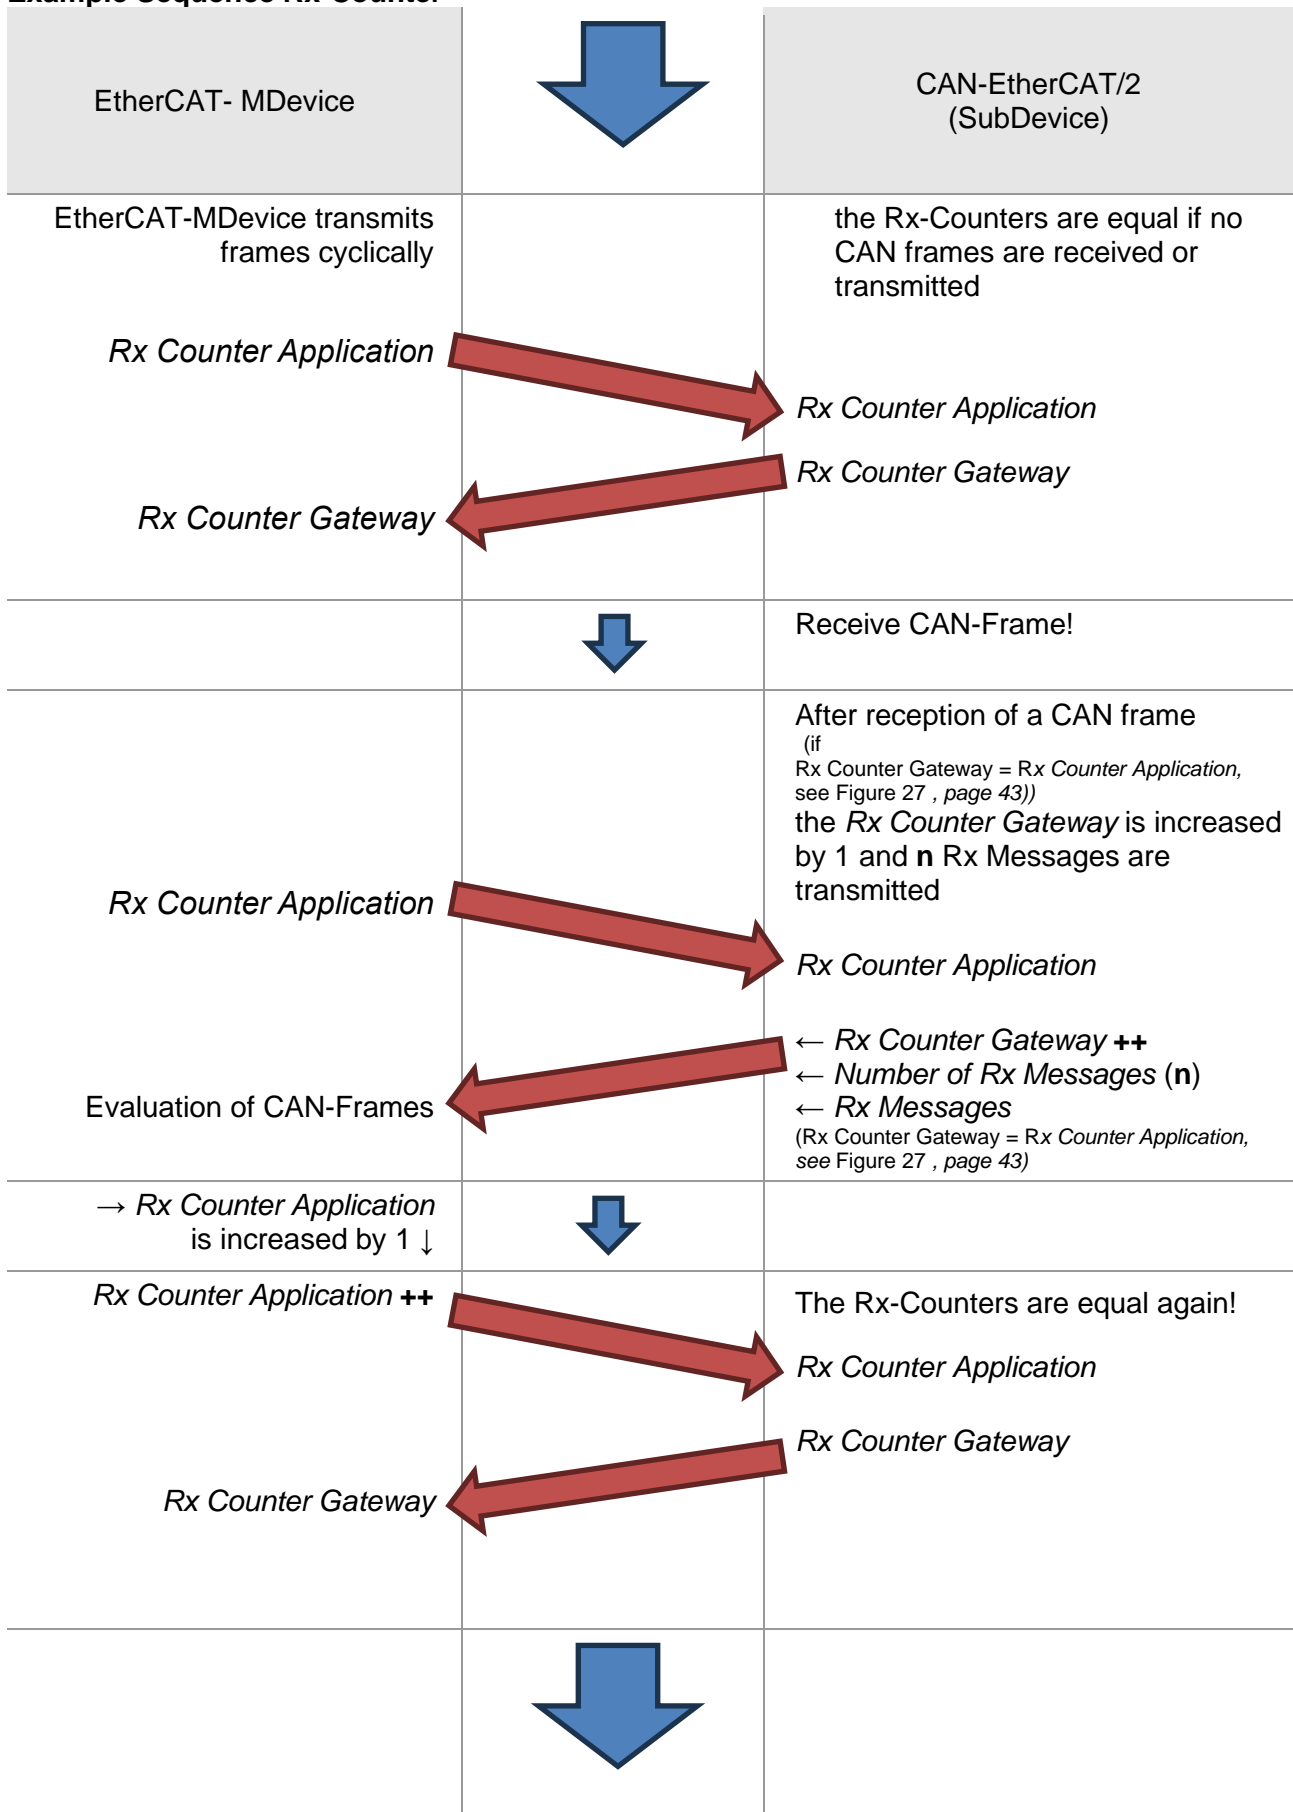 Example Sequence Rx-Counter
EtherCAT- MDevice
CAN-EtherCAT/2
(SubDevice)
EtherCAT-MDevice transmits
frames cyclically
the Rx-Counters are equal if no
CAN frames are received or
transmitted
Rx Counter Application
Rx Counter Application
Rx Counter Gateway
Rx Counter Gateway
Receive CAN-Frame!
After reception of a CAN frame
(if
Rx Counter Gateway = Rx Counter Application,
see Figure 27 , page 43))
the Rx Counter Gateway is increased
by 1 and n Rx Messages are
transmitted
Rx Counter Application
Rx Counter Application
← Rx Counter Gateway ++
← Number of Rx Messages (n)
← Rx Messages
(Rx Counter Gateway = Rx Counter Application,
see Figure 27 , page 43)
Evaluation of CAN-Frames
→ Rx Counter Application
is increased by 1 ↓
Rx Counter Application ++
The Rx-Counters are equal again!
Rx Counter Application
Rx Counter Gateway
Rx Counter Gateway